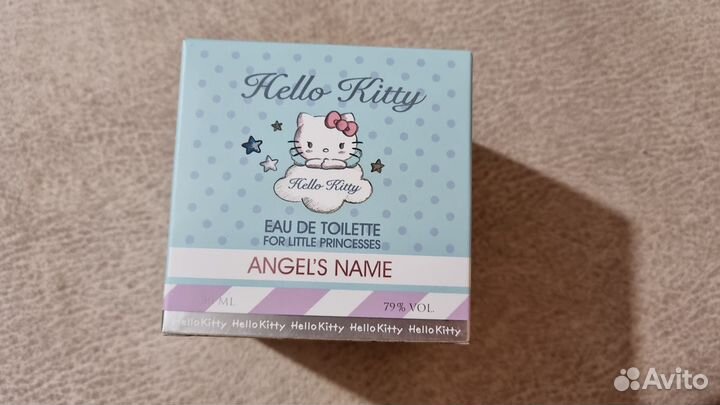 Hello Kitty
Hello Kitty
EAU DE TOILETTE
FOR LITTLE PRINCESSES
ANGEL'S NAME
ML 79% VOL.
Hello Kitty Hello Kitty Hello Kitty Hello Kitty Hello Kitty
Avito